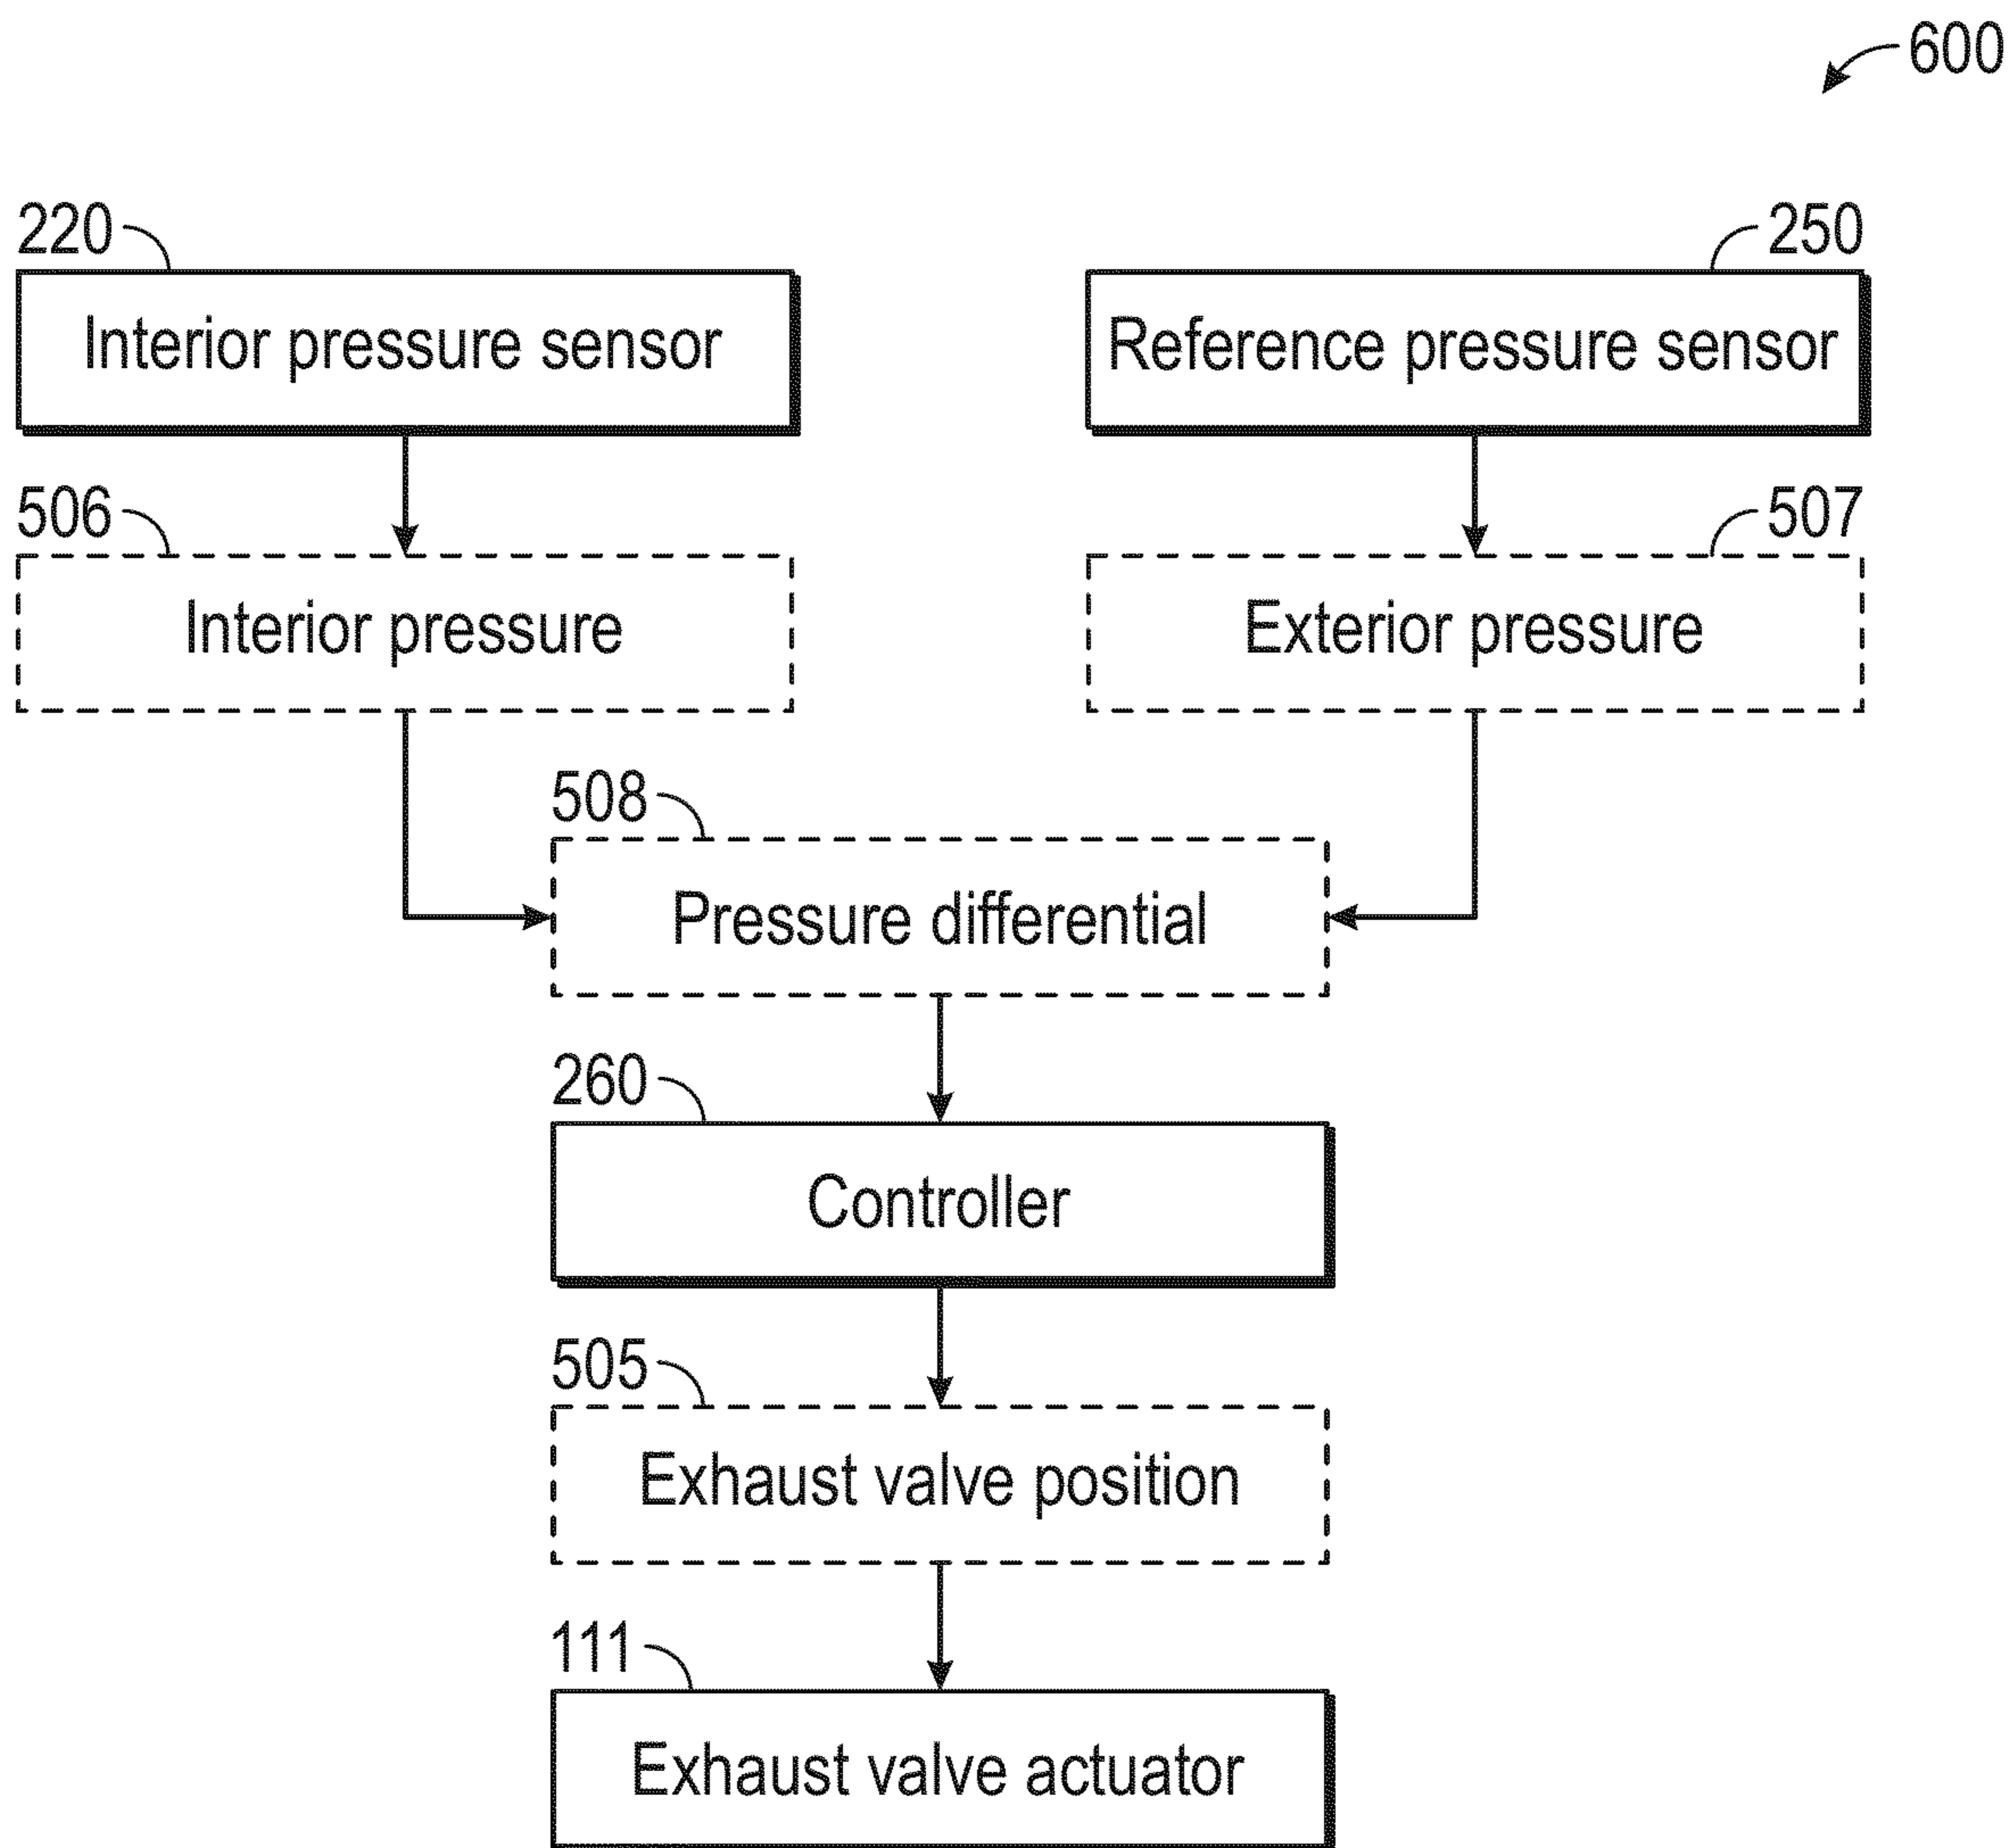 600
220
250
Interior pressure sensor
Reference pressure sensor
506
507
Interior pressure
Exterior pressure
508
Pressure differential
260
Controller
505
Exhaust valve position
111
Exhaust valve actuator